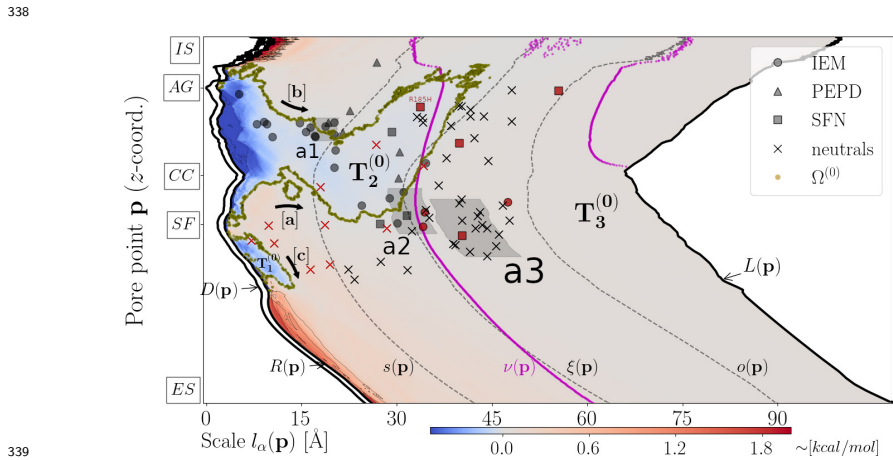 338
IS
AG
CC
SF
ES
Pore point p (z-coord.)
[b]
a1
R185H
T₂⁽⁰⁾
[a]
a2
[c]
T₁⁽⁰⁾
a3
T₃⁽⁰⁾
D(p)
L(p)
R(p)
s(p)
ν(p)
ξ(p)
o(p)
IEM
PEPD
SFN
neutrals
Ω⁽⁰⁾
0 15 30 45 60 75 90
Scale lα(p) [Å]
0.0 0.6 1.2 1.8 ~[kcal/mol]
339